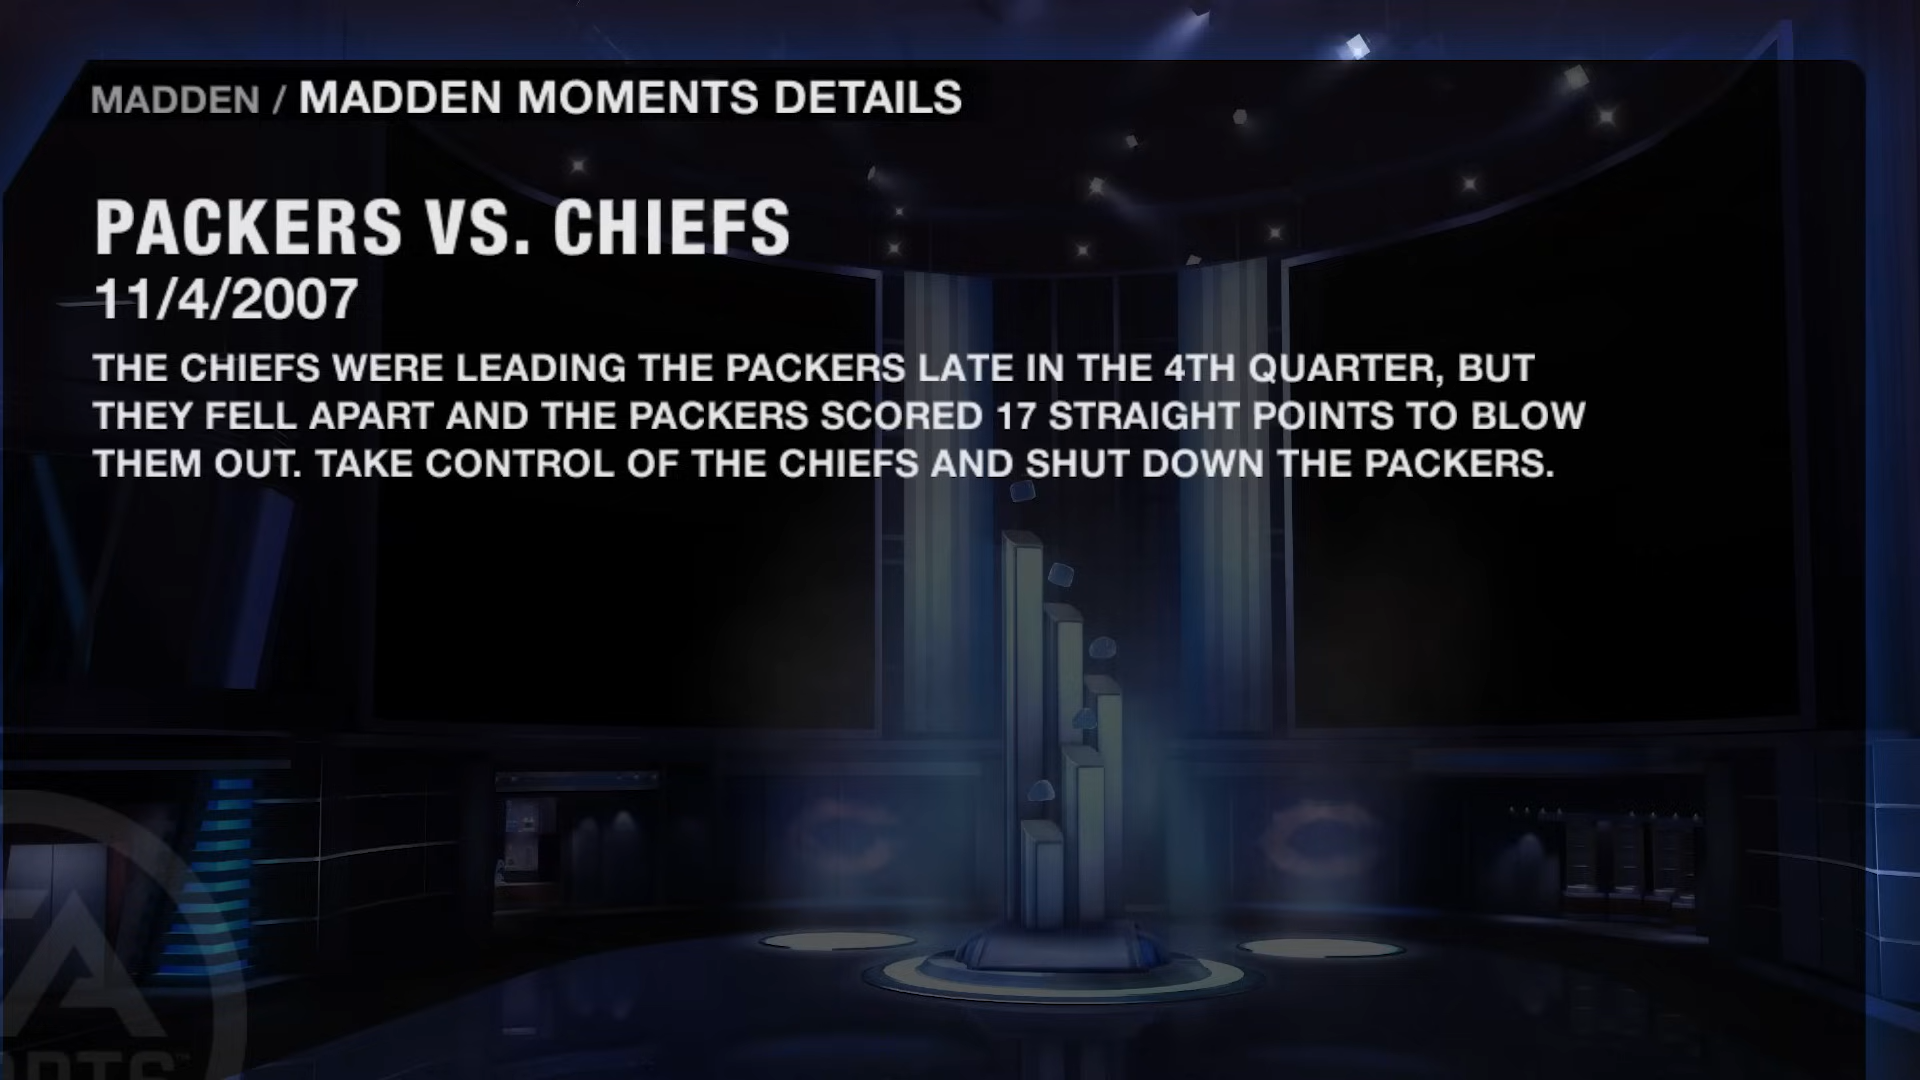 MADDEN / MADDEN MOMENTS DETAILS
PACKERS VS. CHIEFS
11/4/2007
THE CHIEFS WERE LEADING THE PACKERS LATE IN THE 4TH QUARTER, BUT
THEY FELL APART AND THE PACKERS SCORED 17 STRAIGHT POINTS TO BLOW
THEM OUT. TAKE CONTROL OF THE CHIEFS AND SHUT DOWN THE PACKERS.